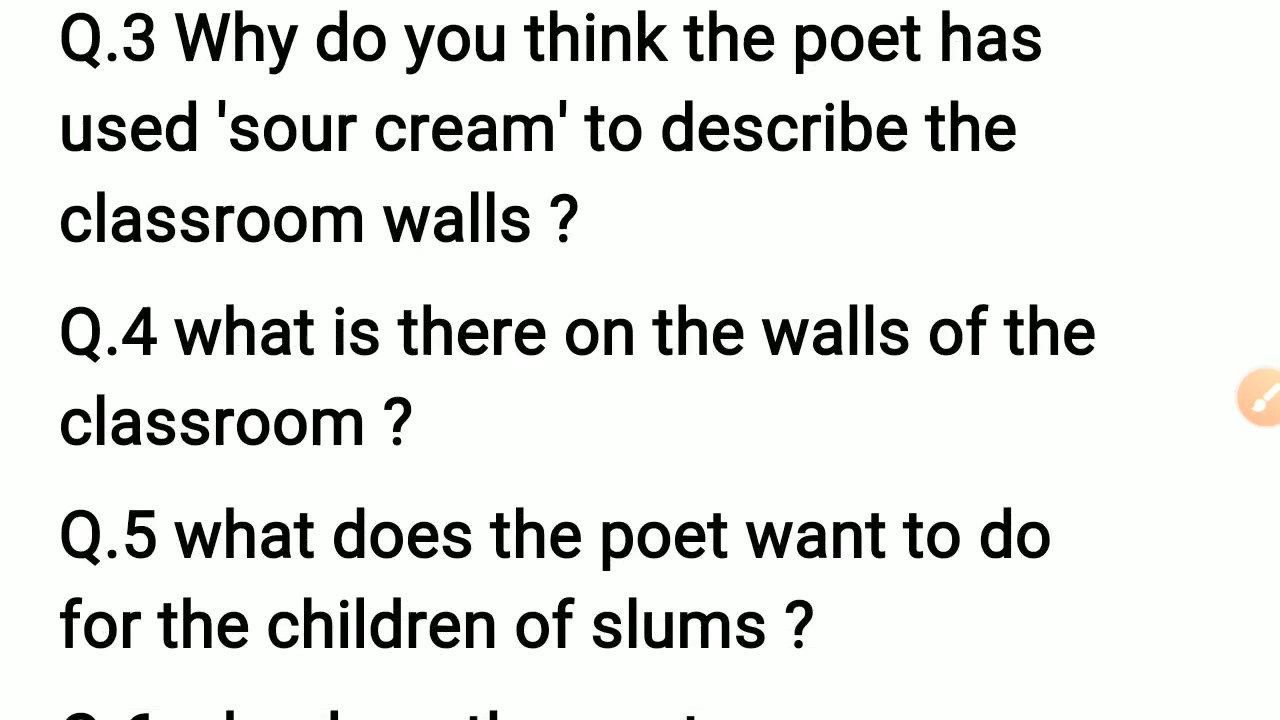 Q.3 Why do you think the poet has
used 'sour cream' to describe the
classroom walls ?
Q.4 what is there on the walls of the
classroom ?
Q.5 what does the poet want to do
for the children of slums ?